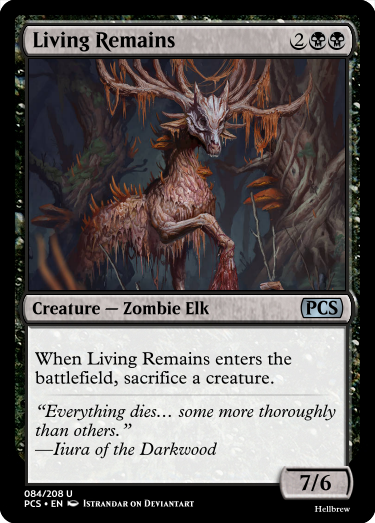 Living Remains 2
Creature — Zombie Elk PCS
When Living Remains enters the
battlefield, sacrifice a creature.
“Everything dies… some more thoroughly
than others.”
—Iiura of the Darkwood
7/6
084/208 U
PCS • EN Istrandar on Deviantart
Hellbrew